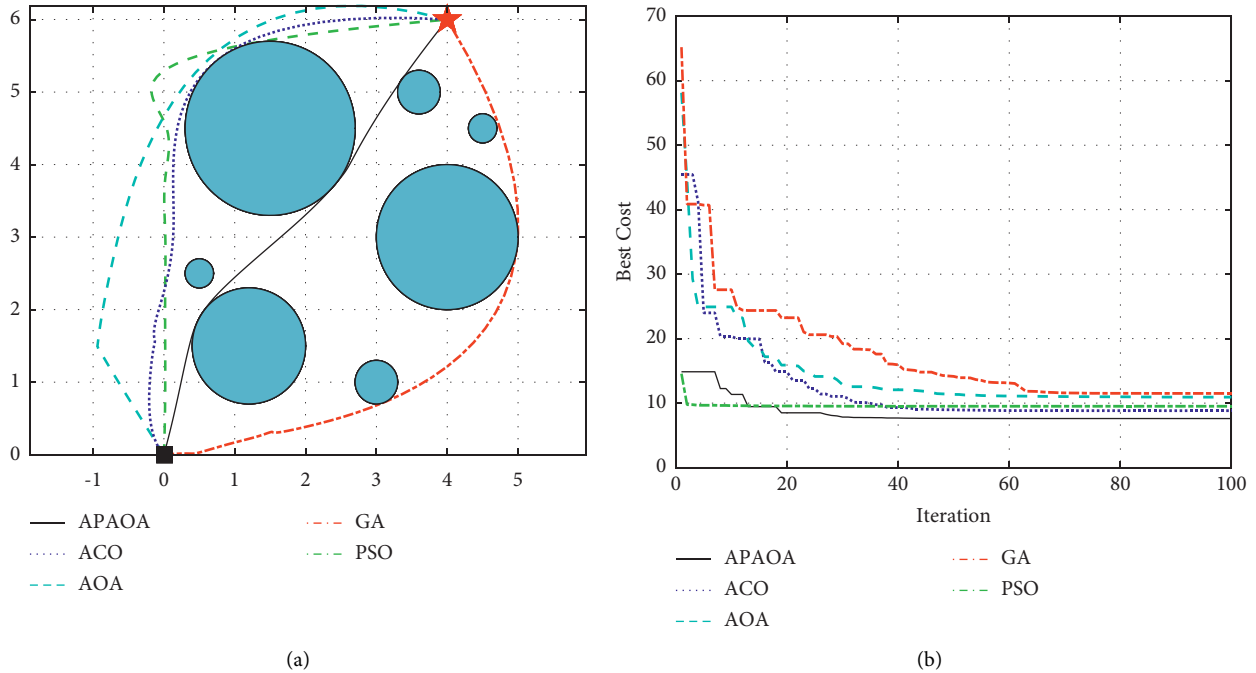 6
5
4
3
2
1
0
-1 0 1 2 3 4 5
APAOA
ACO
AOA
GA
PSO
(a)
70
60
50
40
30
20
10
0
Best Cost
0 20 40 60 80 100
Iteration
APAOA
ACO
AOA
GA
PSO
(b)